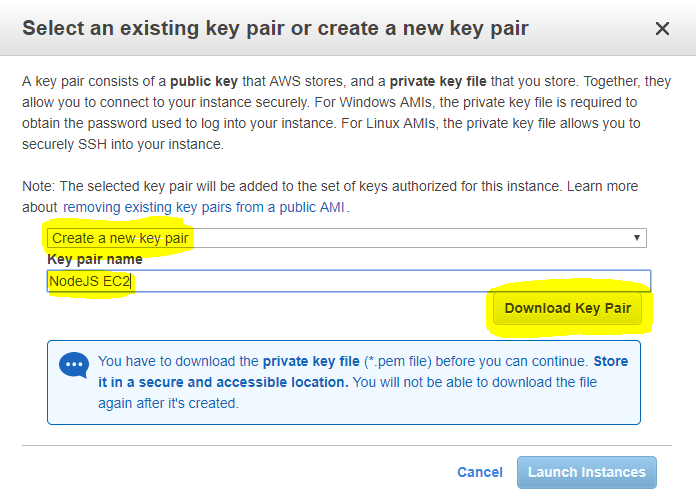 Select an existing key pair or create a new key pair
A key pair consists of a public key that AWS stores, and a private key file that you store. Together, they
allow you to connect to your instance securely. For Windows AMIs, the private key file is required to
obtain the password used to log into your instance. For Linux AMIs, the private key file allows you to
securely SSH into your instance.
Note: The selected key pair will be added to the set of keys authorized for this instance. Learn more
about removing existing key pairs from a public AMI.
Create a new key pair
Key pair name
NodeJS EC2
Download Key Pair
You have to download the private key file (*.pem file) before you can continue. Store
it in a secure and accessible location. You will not be able to download the file
again after it's created.
Cancel Launch Instances